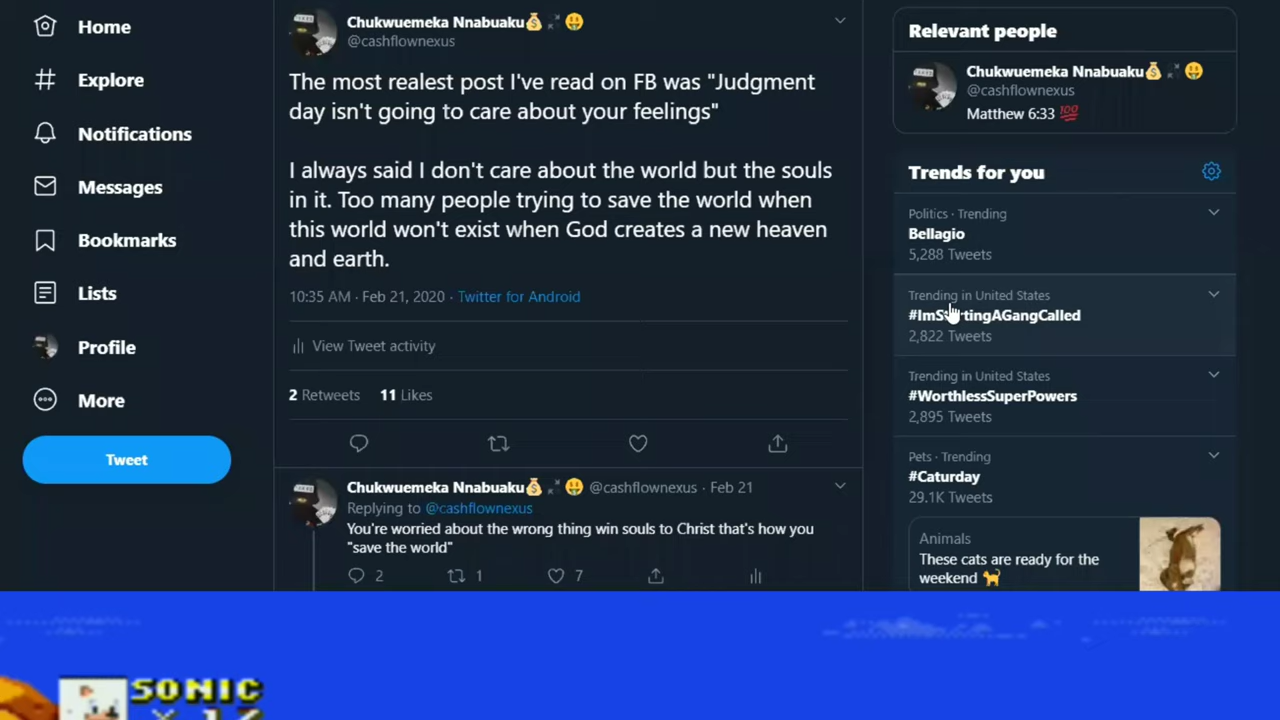 Home
Explore
Notifications
Messages
Bookmarks
Lists
Profile
More
Tweet
Chukwuemeka Nnabuaku💰 🤑
@cashflownexus
The most realest post I've read on FB was "Judgment
day isn't going to care about your feelings"
I always said I don't care about the world but the souls
in it. Too many people trying to save the world when
this world won't exist when God creates a new heaven
and earth.
10:35 AM · Feb 21, 2020 · Twitter for Android
View Tweet activity
2 Retweets 11 Likes
Chukwuemeka Nnabuaku💰 🤑 @cashflownexus · Feb 21
Replying to @cashflownexus
You're worried about the wrong thing win souls to Christ that's how you
"save the world"
2 1 7
Relevant people
Chukwuemeka Nnabuaku💰 🤑
@cashflownexus
Matthew 6:33 💯
Trends for you
Politics · Trending
Bellagio
5,288 Tweets
Trending in United States
#ImStartingAGangCalled
2,822 Tweets
Trending in United States
#WorthlessSuperPowers
2,895 Tweets
Pets · Trending
#Caturday
29.1K Tweets
Animals
These cats are ready for the
weekend 🐈
SONIC